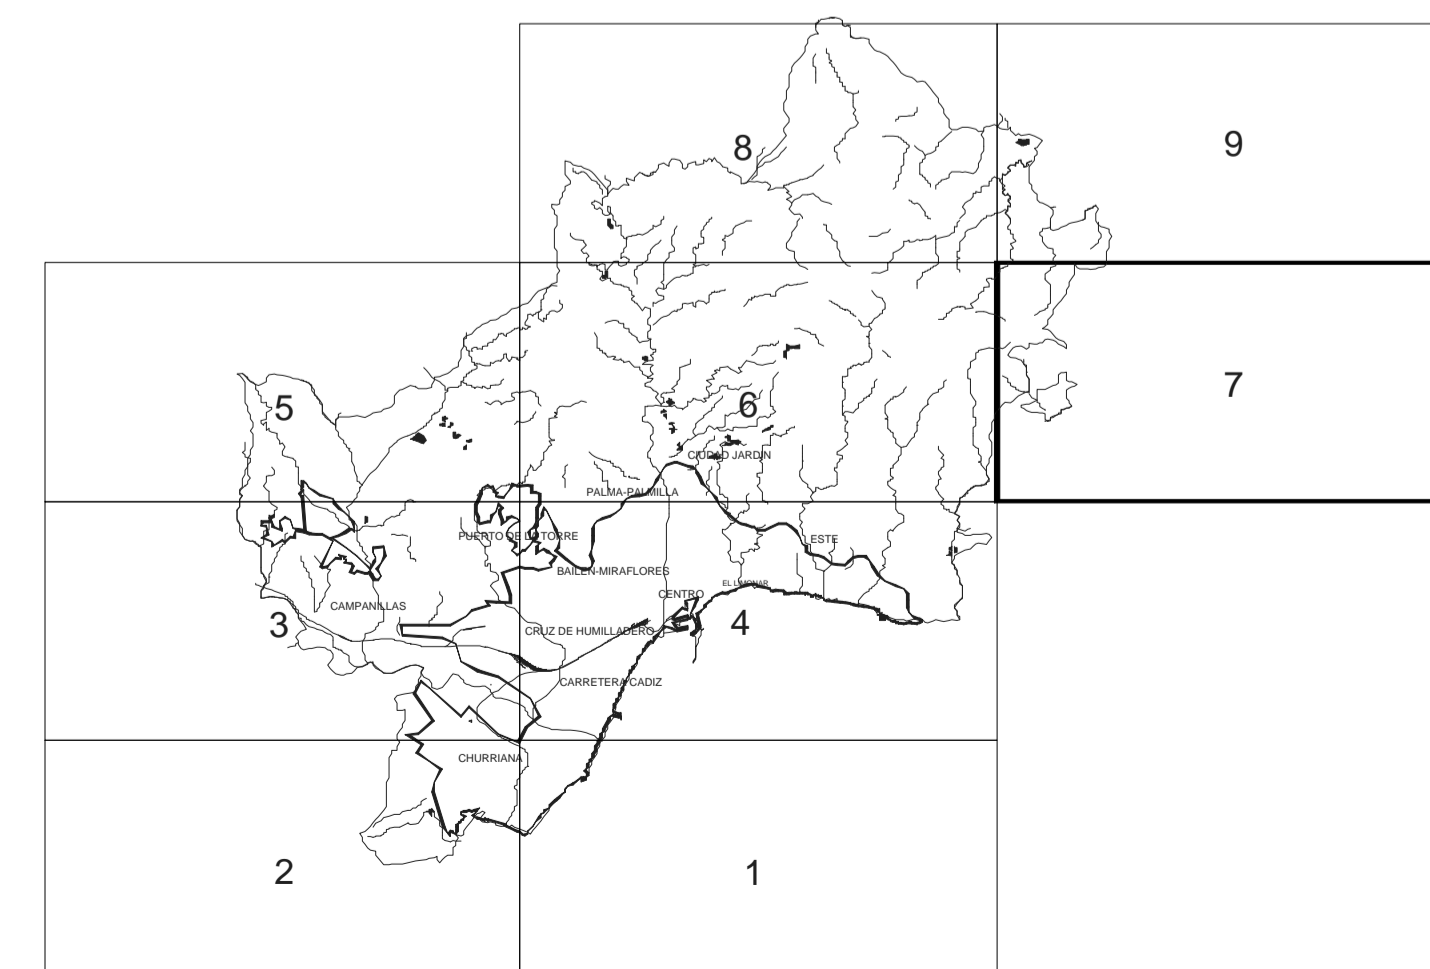 9
8
7
5
6
CIUDAD JARDIN
PALMA-PALMILLA
PUERTO DE LA TORRE
ESTE
BAILEN-MIRAFLORES
EL LIMONAR
CENTRO
CAMPANILLAS
3
4
CRUZ DE HUMILLADERO
CARRETERA CADIZ
CHURRIANA
2
1